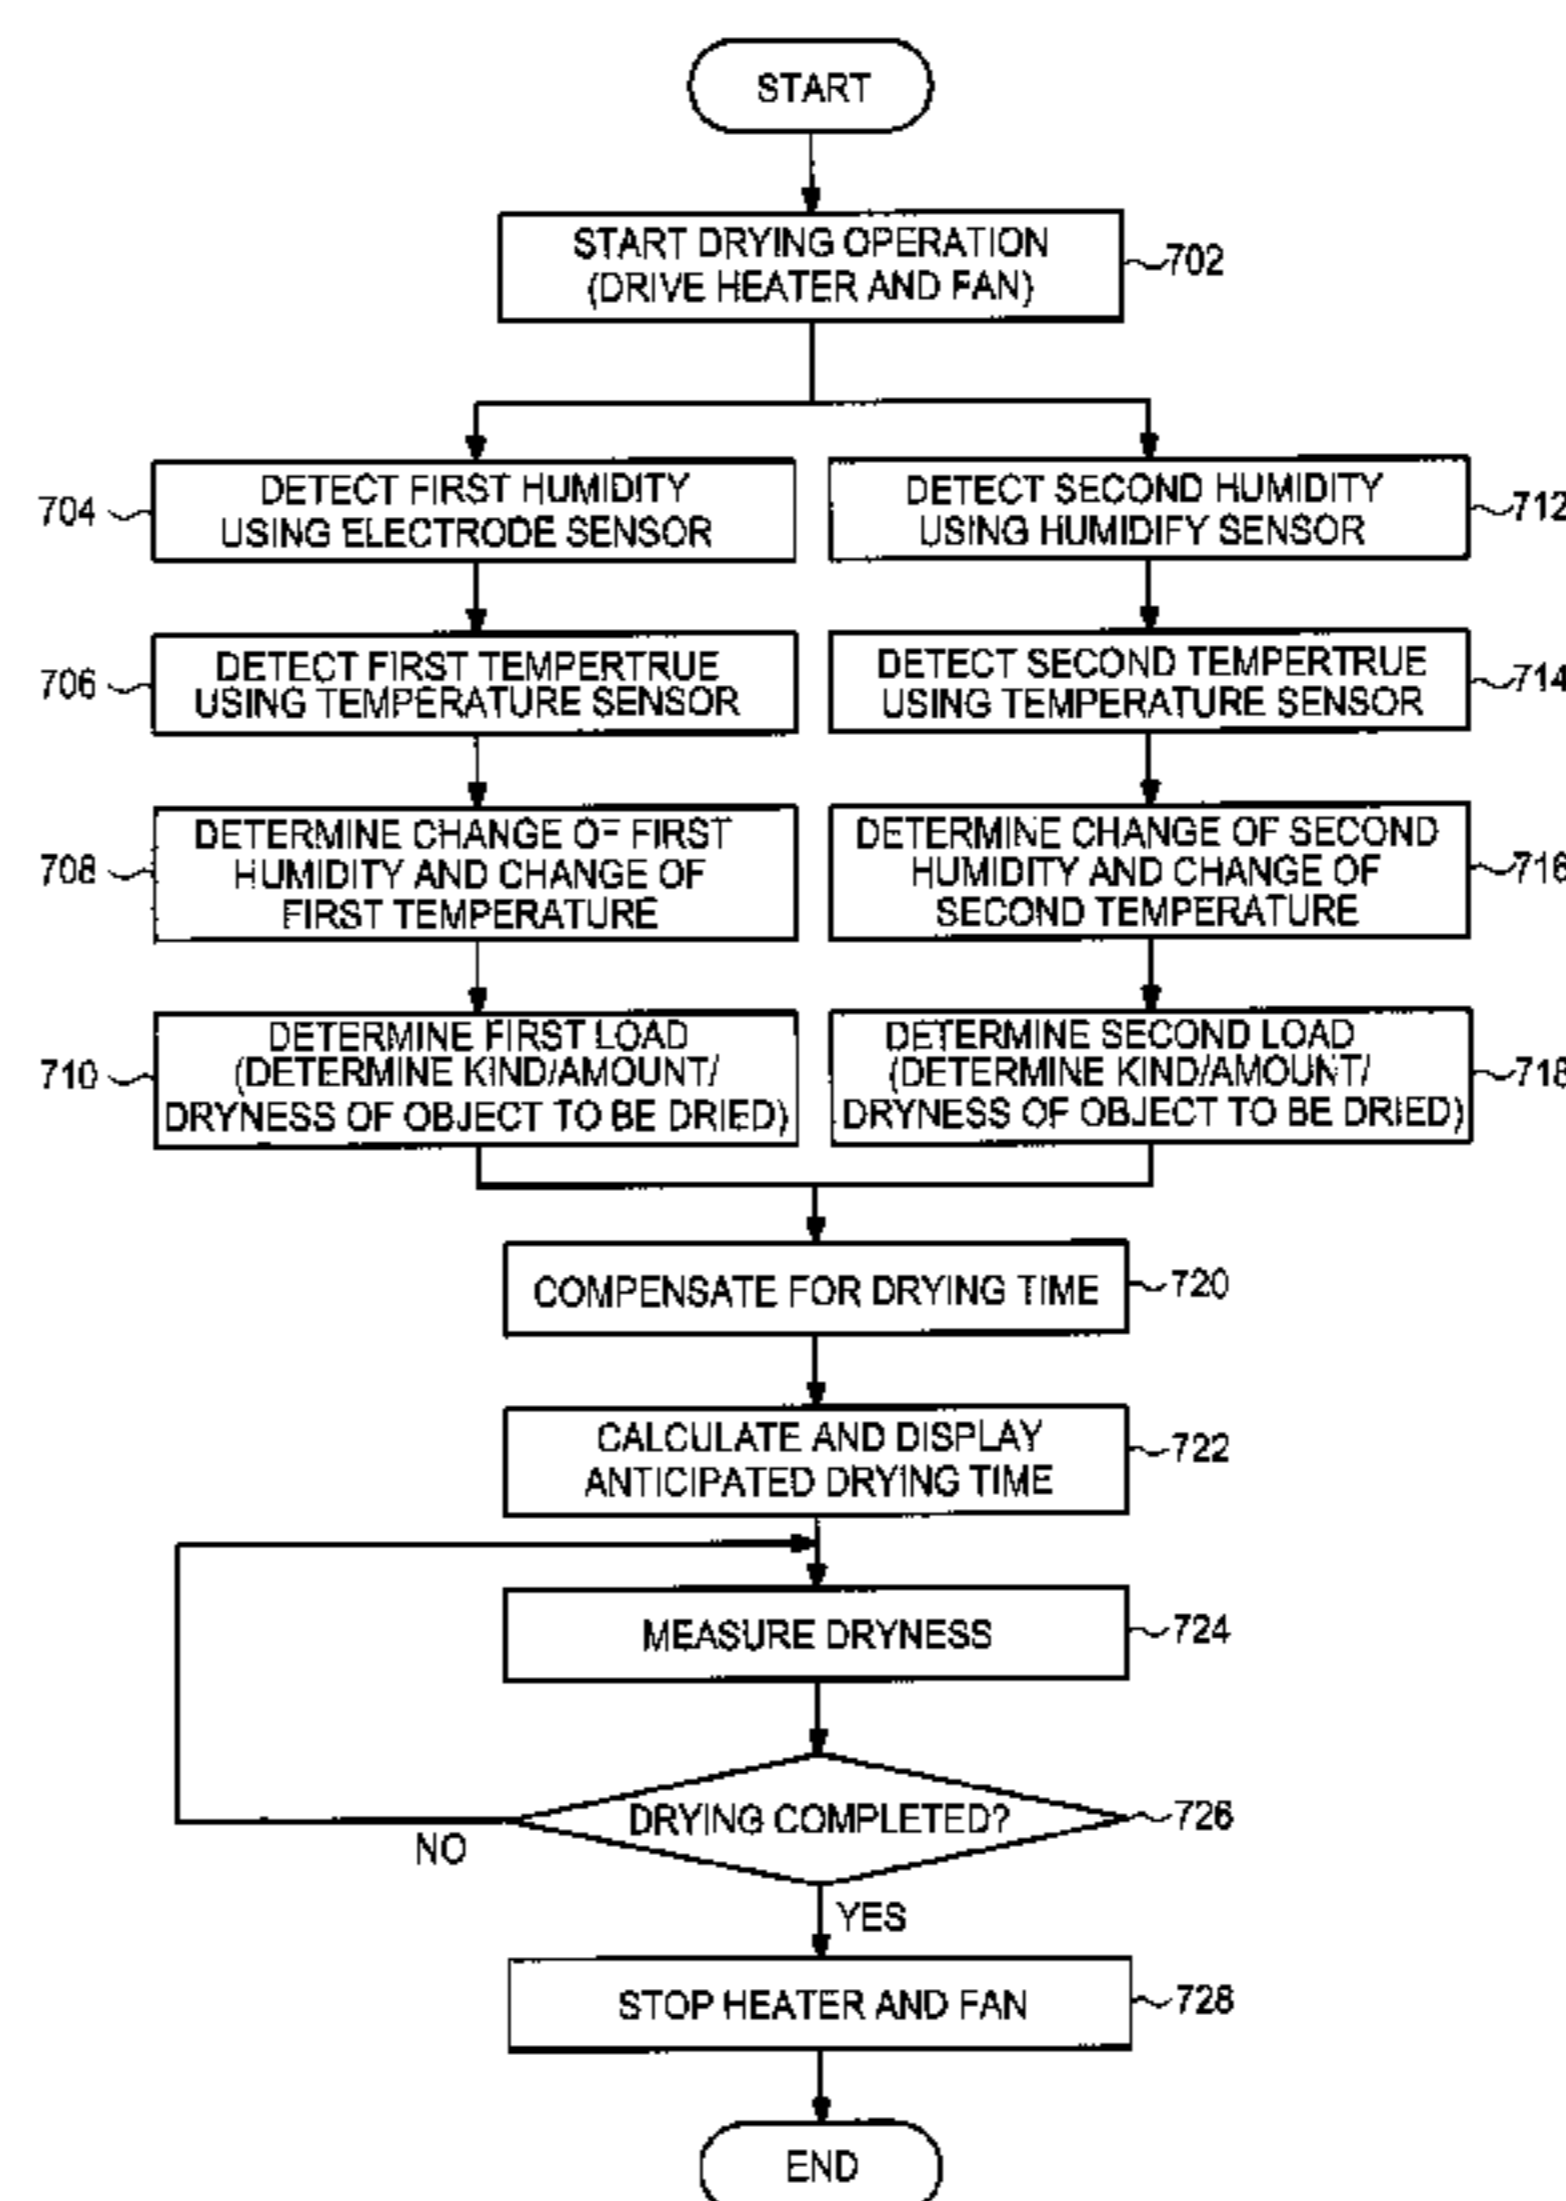 START
START DRYING OPERATION
(DRIVE HEATER AND FAN)
702
704
DETECT FIRST HUMIDITY
USING ELECTRODE SENSOR
DETECT SECOND HUMIDITY
USING HUMIDIFY SENSOR
712
706
DETECT FIRST TEMPERTRUE
USING TEMPERATURE SENSOR
DETECT SECOND TEMPERTRUE
USING TEMPERATURE SENSOR
714
708
DETERMINE CHANGE OF FIRST
HUMIDITY AND CHANGE OF
FIRST TEMPERATURE
DETERMINE CHANGE OF SECOND
HUMIDITY AND CHANGE OF
SECOND TEMPERATURE
716
710
DETERMINE FIRST LOAD
(DETERMINE KIND/AMOUNT/
DRYNESS OF OBJECT TO BE DRIED)
DETERMINE SECOND LOAD
(DETERMINE KIND/AMOUNT/
DRYNESS OF OBJECT TO BE DRIED)
718
COMPENSATE FOR DRYING TIME
720
CALCULATE AND DISPLAY
ANTICIPATED DRYING TIME
722
MEASURE DRYNESS
724
DRYING COMPLETED?
726
NO
YES
STOP HEATER AND FAN
728
END